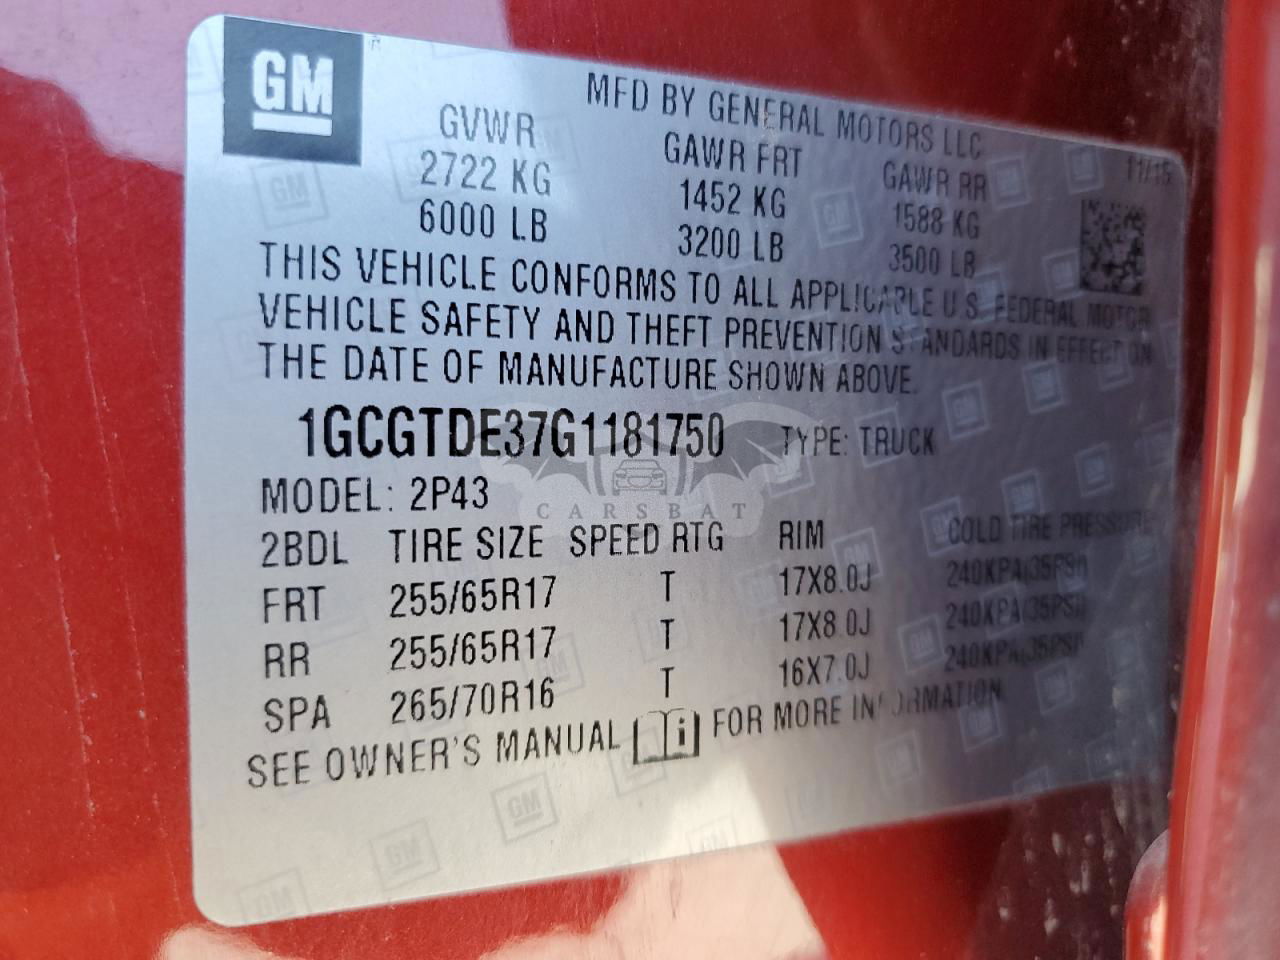 GM
MFD BY GENERAL MOTORS LLC
11/15
GVWR GAWR FRT GAWR RR
2722 KG 1452 KG 1588 KG
6000 LB 3200 LB 3500 LB
THIS VEHICLE CONFORMS TO ALL APPLICABLE U.S. FEDERAL MOTOR
VEHICLE SAFETY AND THEFT PREVENTION STANDARDS IN EFFECT ON
THE DATE OF MANUFACTURE SHOWN ABOVE.
1GCGTDE37G1181750 TYPE: TRUCK
CARSBAT
MODEL: 2P43
2BDL TIRE SIZE SPEED RTG RIM COLD TIRE PRESSURE
FRT 255/65R17 T 17X8.0J 240KPA(35PSI)
RR 255/65R17 T 17X8.0J 240KPA(35PSI)
SPA 265/70R16 T 16X7.0J 240KPA(35PSI)
SEE OWNER'S MANUAL i FOR MORE INFORMATION